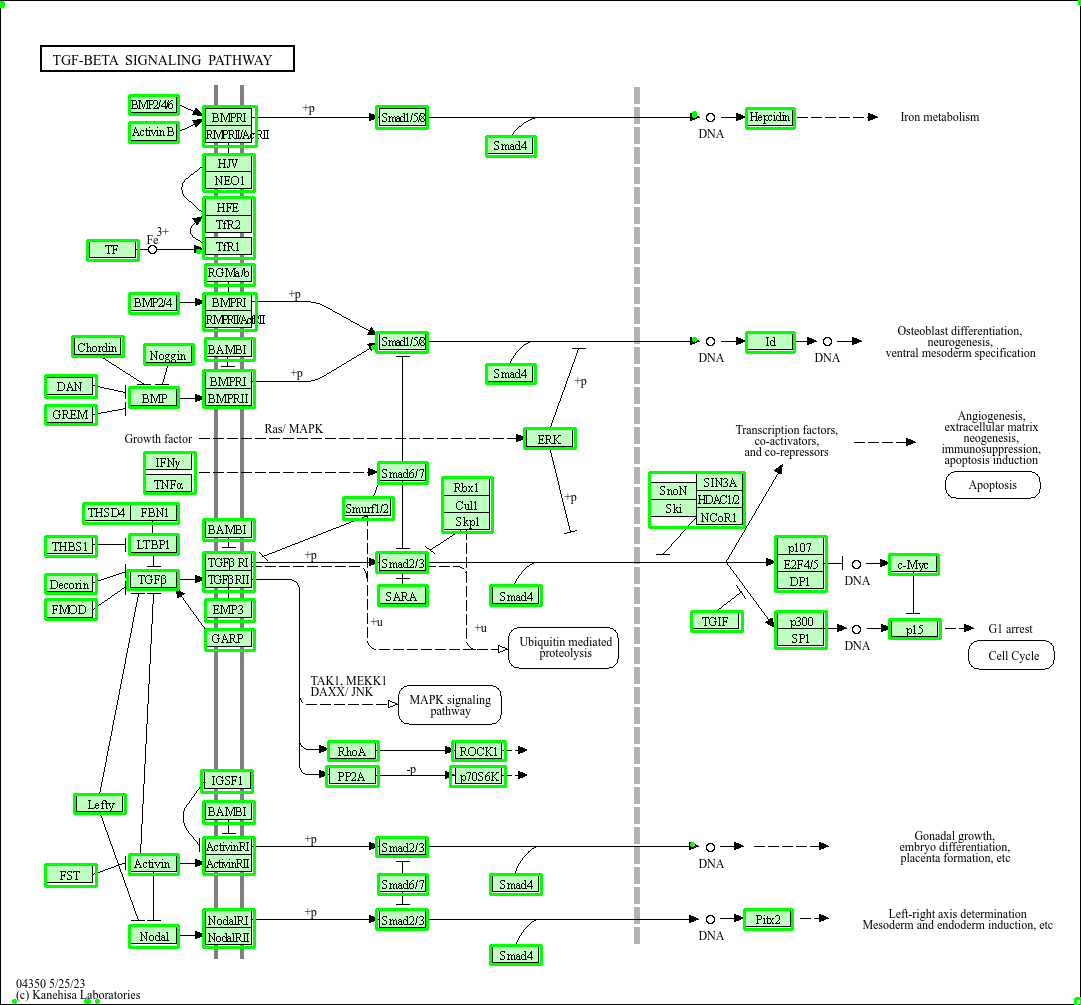 TGF-BETA SIGNALING PATHWAY
BMP2/4/6
Activin B
BMPRI
+p
Smad1/5/8
Smad4
DNA
Hepcidin
Iron metabolism
HJV
NEO1
HFE
TfR2
TfR1
TF
Fe
3+
RGMa/b
BMP2/4
BMPRI
+p
BAMBI
Smad1/5/8
Smad4
DNA
Id
DNA
Osteoblast differentiation,
neurogenesis,
ventral mesoderm specification
Chordin
Noggin
DAN
GREM
BMP
BMPRI
BMPRII
+p
+p
Growth factor
Ras/ MAPK
ERK
+p
Transcription factors,
co-activators,
and co-repressors
Angiogenesis,
extracellular matrix
neogenesis,
immunosuppression,
apoptosis induction
Apoptosis
IFNγ
TNFα
Smad6/7
Smurf1/2
Rbx1
Cul1
Skp1
SnoN
Ski
SIN3A
HDAC1/2
NCoR1
THSD4
FBN1
THBS1
LTBP1
Decorin
FMOD
TGFβ
BAMBI
TGFβ RI
TGFβRII
EMP3
GARP
+p
Smad2/3
SARA
Smad4
+u
+u
Ubiquitin mediated
proteolysis
TGIF
p107
E2F4/5
DP1
DNA
c-Myc
p300
SP1
DNA
p15
G1 arrest
Cell Cycle
TAK1, MEKK1
DAXX/ JNK
MAPK signaling
pathway
RhoA
ROCK1
PP2A
-p
p70S6K
Lefty
IGSF1
BAMBI
FST
Activin
ActivinRI
ActivinRII
+p
Smad2/3
Smad4
DNA
Gonadal growth,
embryo differentiation,
placenta formation, etc
Smad6/7
Nodal
NodalRI
NodalRII
+p
Smad2/3
Smad4
DNA
Pitx2
Left-right axis determination
Mesoderm and endoderm induction, etc
04350 5/25/23
(c) Kanehisa Laboratories